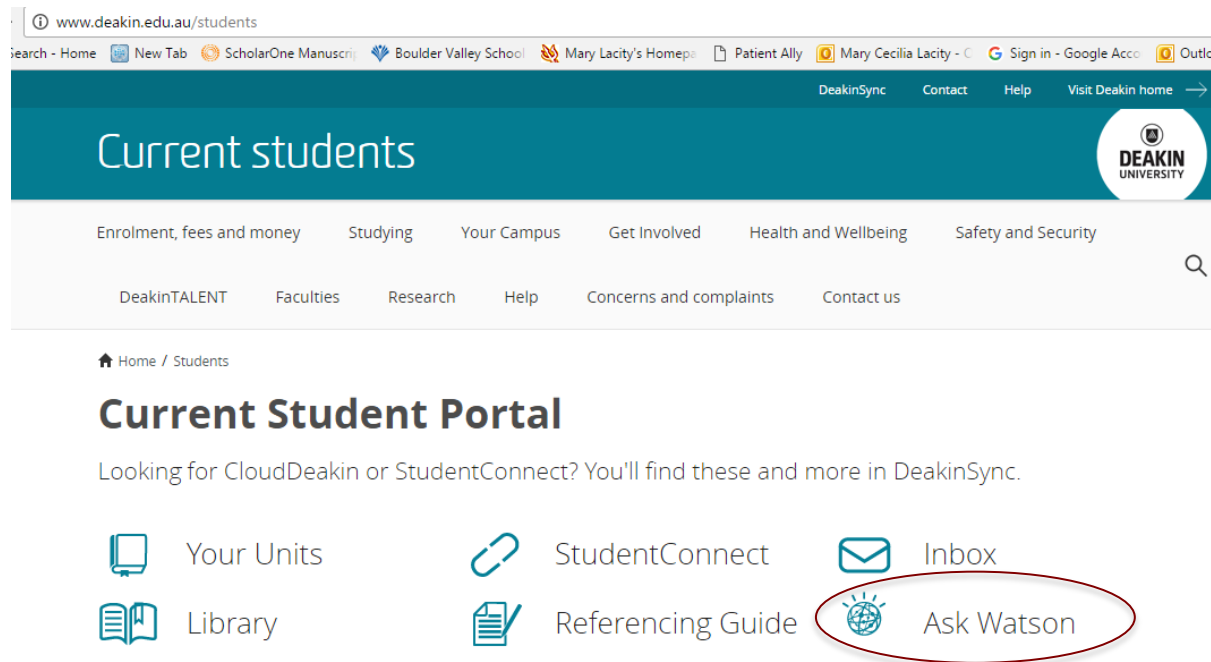 www.deakin.edu.au/students
Search - Home New Tab ScholarOne Manuscrip Boulder Valley School Mary Lacity's Homepa Patient Ally Mary Cecilia Lacity - C Sign in - Google Acco Outlo
DeakinSync Contact Help Visit Deakin home →
Current students
DEAKIN
UNIVERSITY
Enrolment, fees and money Studying Your Campus Get Involved Health and Wellbeing Safety and Security
DeakinTALENT Faculties Research Help Concerns and complaints Contact us
Home / Students
Current Student Portal
Looking for CloudDeakin or StudentConnect? You'll find these and more in DeakinSync.
Your Units StudentConnect Inbox
Library Referencing Guide Ask Watson